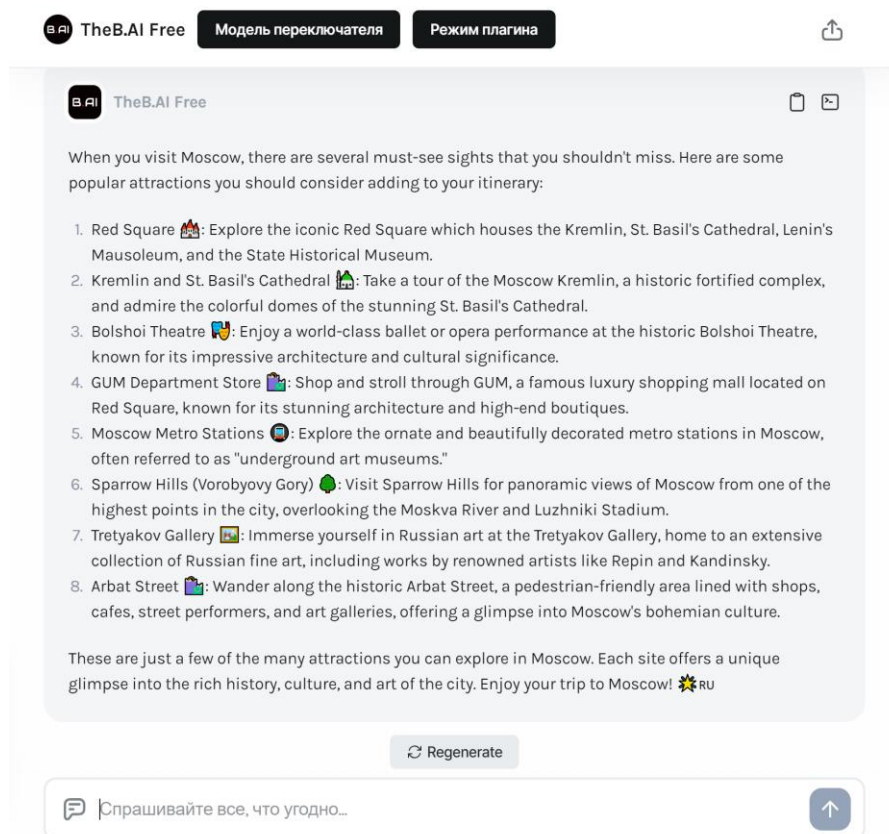 B.AI TheB.AI Free Модель переключателя Режим плагина
B.AI TheB.AI Free
When you visit Moscow, there are several must-see sights that you shouldn't miss. Here are some
popular attractions you should consider adding to your itinerary:
1. Red Square 🏰: Explore the iconic Red Square which houses the Kremlin, St. Basil's Cathedral, Lenin's
Mausoleum, and the State Historical Museum.
2. Kremlin and St. Basil's Cathedral 🕌: Take a tour of the Moscow Kremlin, a historic fortified complex,
and admire the colorful domes of the stunning St. Basil's Cathedral.
3. Bolshoi Theatre 🎭: Enjoy a world-class ballet or opera performance at the historic Bolshoi Theatre,
known for its impressive architecture and cultural significance.
4. GUM Department Store 🛍: Shop and stroll through GUM, a famous luxury shopping mall located on
Red Square, known for its stunning architecture and high-end boutiques.
5. Moscow Metro Stations 🚇: Explore the ornate and beautifully decorated metro stations in Moscow,
often referred to as "underground art museums."
6. Sparrow Hills (Vorobyovy Gory) 🌳: Visit Sparrow Hills for panoramic views of Moscow from one of the
highest points in the city, overlooking the Moskva River and Luzhniki Stadium.
7. Tretyakov Gallery 🖼: Immerse yourself in Russian art at the Tretyakov Gallery, home to an extensive
collection of Russian fine art, including works by renowned artists like Repin and Kandinsky.
8. Arbat Street 🛍: Wander along the historic Arbat Street, a pedestrian-friendly area lined with shops,
cafes, street performers, and art galleries, offering a glimpse into Moscow's bohemian culture.
These are just a few of the many attractions you can explore in Moscow. Each site offers a unique
glimpse into the rich history, culture, and art of the city. Enjoy your trip to Moscow! 🌟RU
Regenerate
Спрашивайте все, что угодно...